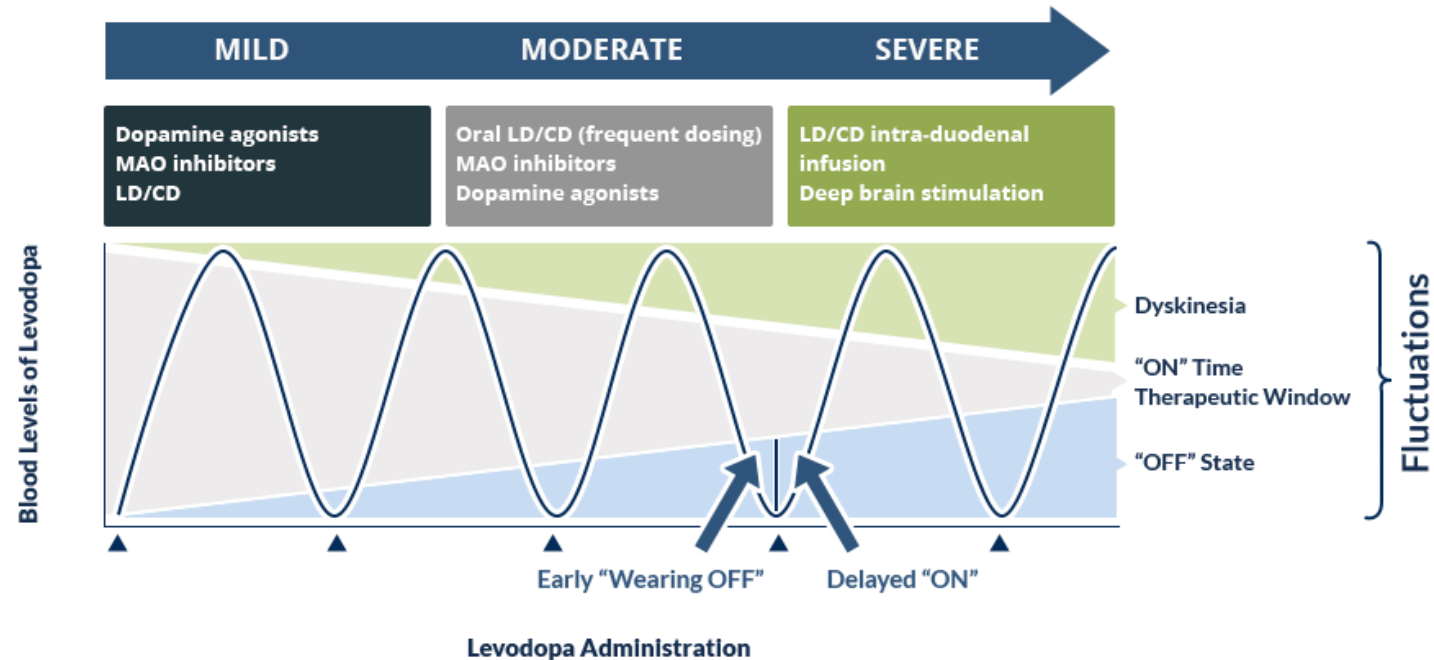 MILD
MODERATE
SEVERE
Dopamine agonists
MAO inhibitors
LD/CD
Oral LD/CD (frequent dosing)
MAO inhibitors
Dopamine agonists
LD/CD intra-duodenal
infusion
Deep brain stimulation
Blood Levels of Levodopa
Dyskinesia
“ON” Time
Therapeutic Window
“OFF” State
Fluctuations
Early “Wearing OFF”
Delayed “ON”
Levodopa Administration